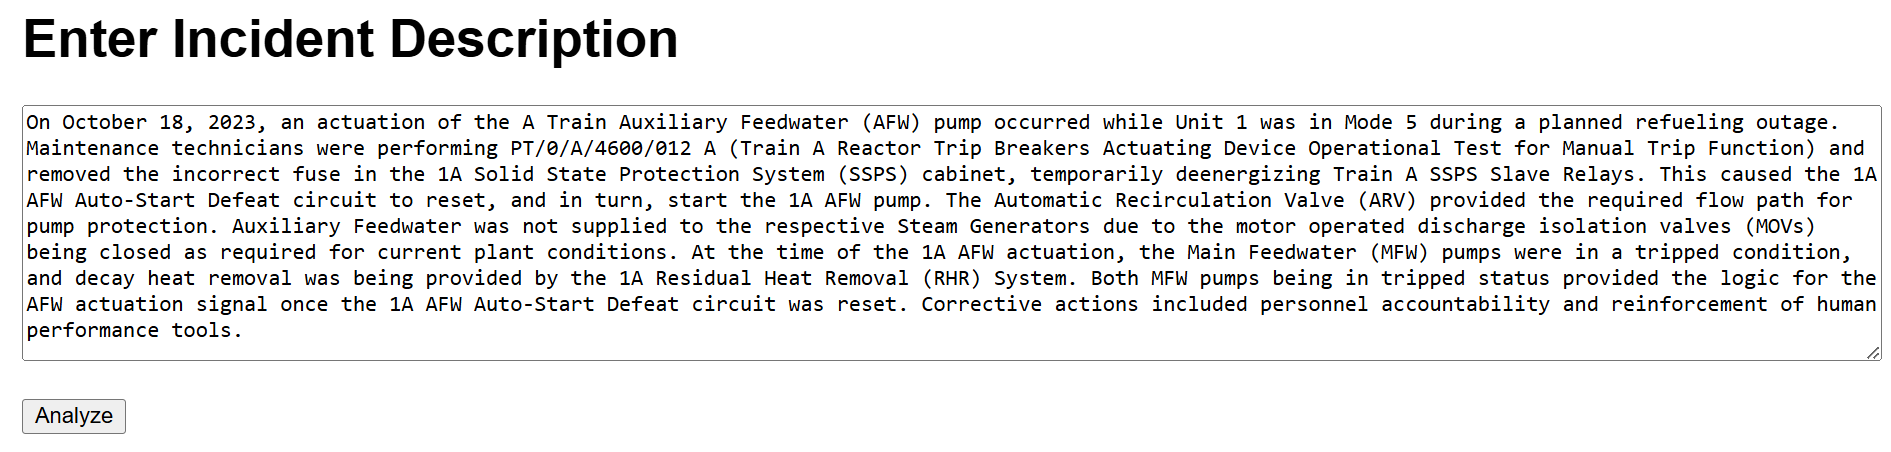 Enter Incident Description
On October 18, 2023, an actuation of the A Train Auxiliary Feedwater (AFW) pump occurred while Unit 1 was in Mode 5 during a planned refueling outage.
Maintenance technicians were performing PT/0/A/4600/012 A (Train A Reactor Trip Breakers Actuating Device Operational Test for Manual Trip Function) and
removed the incorrect fuse in the 1A Solid State Protection System (SSPS) cabinet, temporarily deenergizing Train A SSPS Slave Relays. This caused the 1A
AFW Auto-Start Defeat circuit to reset, and in turn, start the 1A AFW pump. The Automatic Recirculation Valve (ARV) provided the required flow path for
pump protection. Auxiliary Feedwater was not supplied to the respective Steam Generators due to the motor operated discharge isolation valves (MOVs)
being closed as required for current plant conditions. At the time of the 1A AFW actuation, the Main Feedwater (MFW) pumps were in a tripped condition,
and decay heat removal was being provided by the 1A Residual Heat Removal (RHR) System. Both MFW pumps being in tripped status provided the logic for the
AFW actuation signal once the 1A AFW Auto-Start Defeat circuit was reset. Corrective actions included personnel accountability and reinforcement of human
performance tools.
Analyze